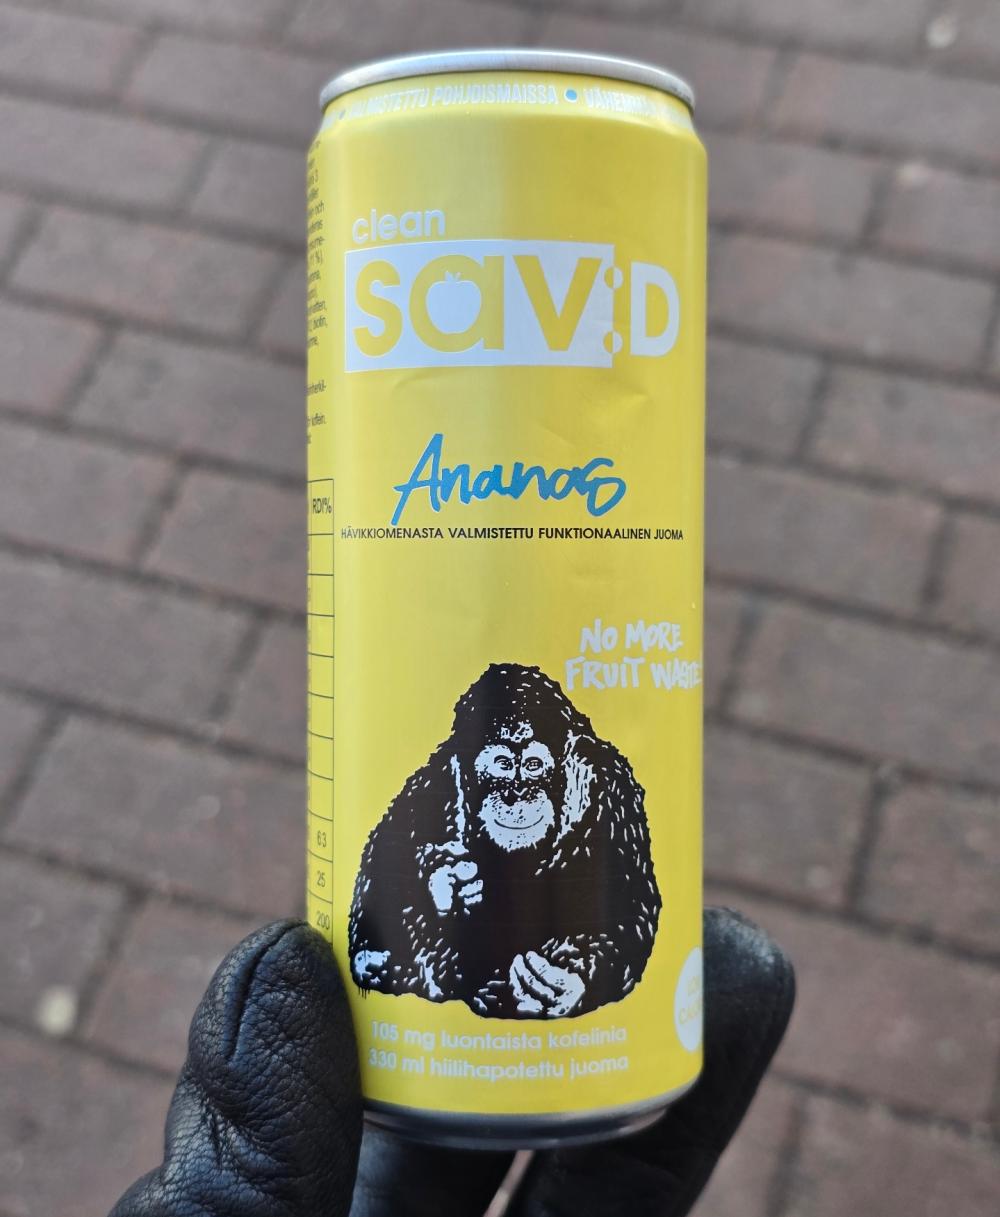 VALMISTETTU POHJOISMAISSA • VÄHEMMÄN
clean
sav:D
Ananas
HÄVIKKIOMENASTA VALMISTETTU FUNKTIONAALINEN JUOMA
NO MORE
FRUIT WASTE
RDI%
63
25
200
105 mg luontaista kofeiinia
330 ml hiilihapotettu juoma